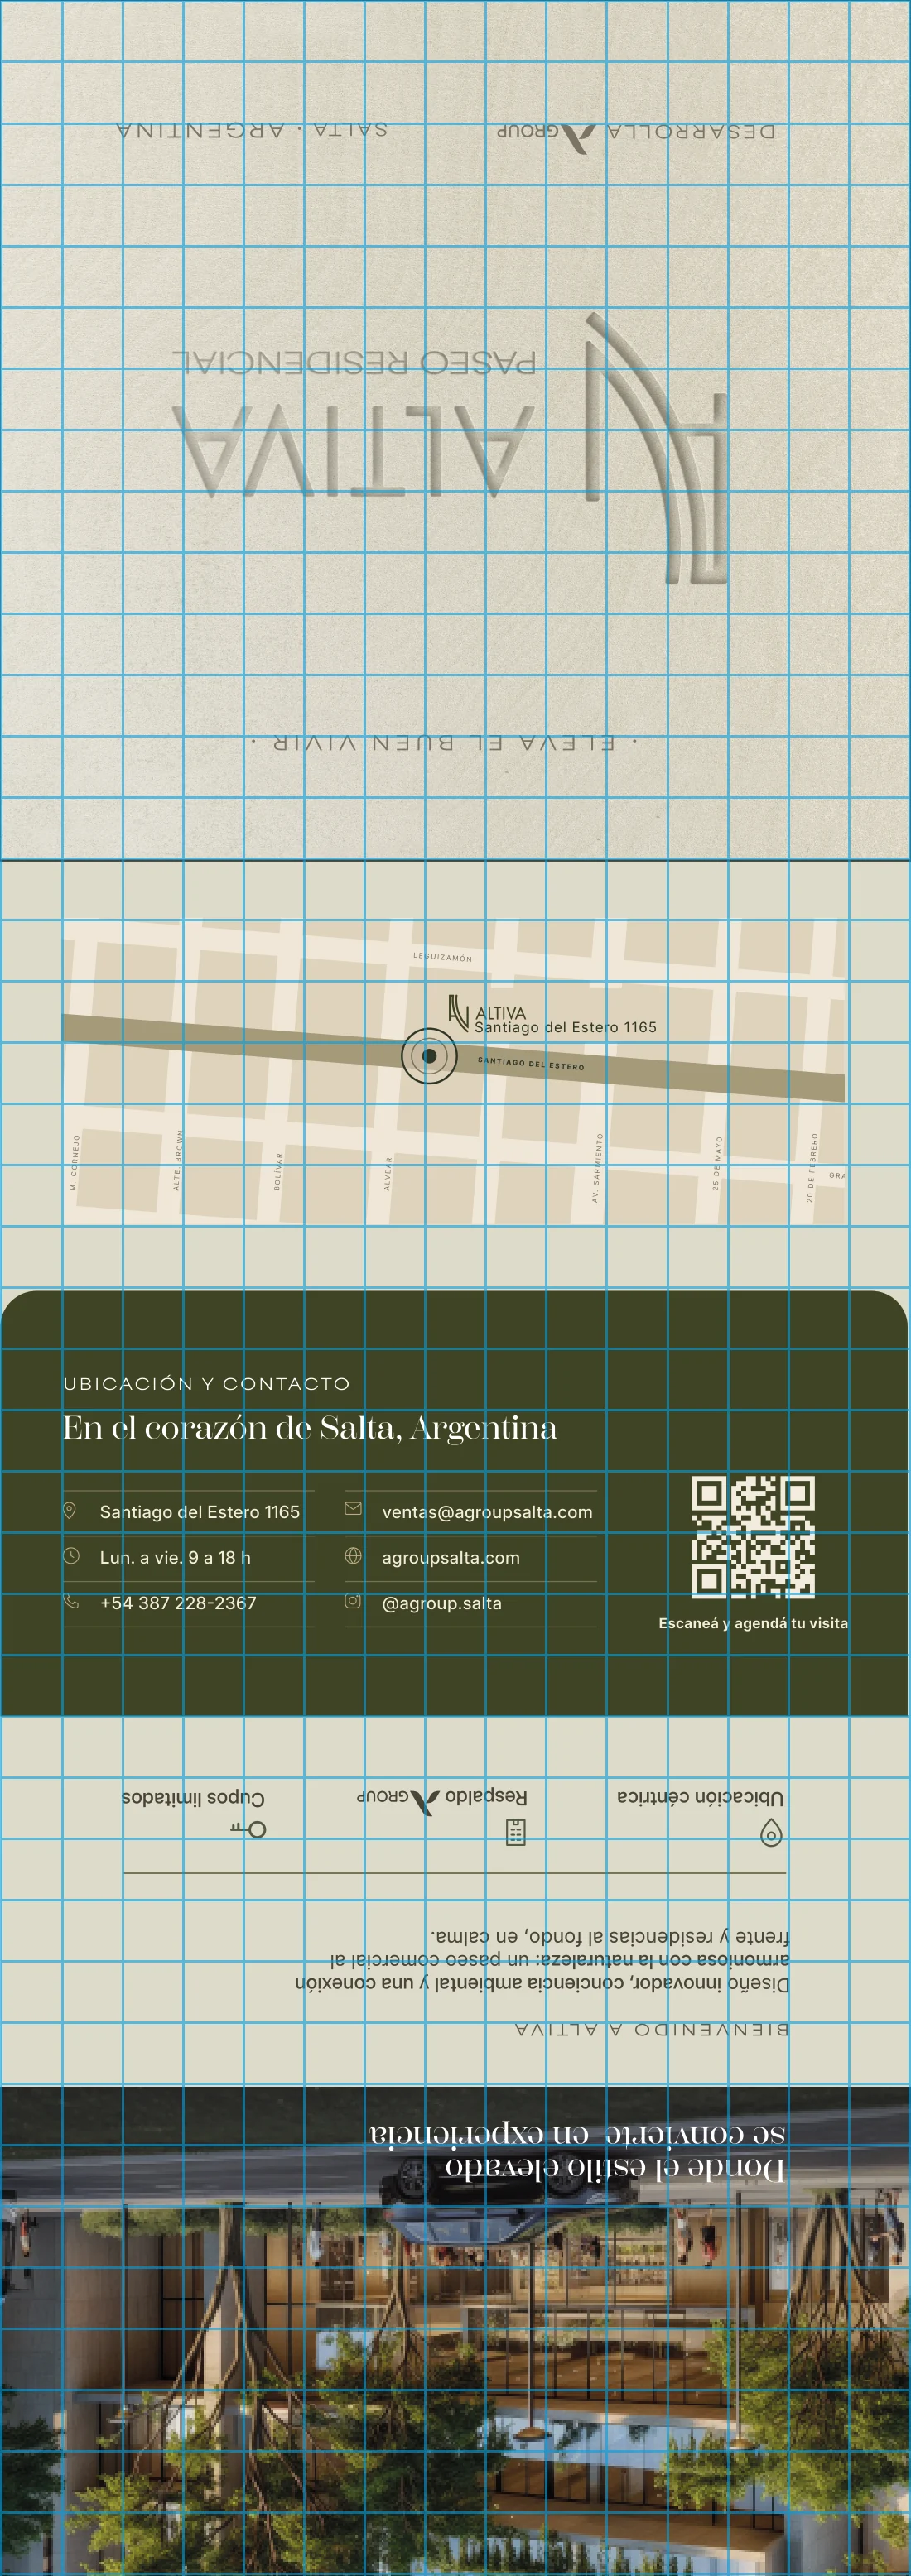 SALTA · ARGENTINA
DESARROLLA AGROUP
PASEO RESIDENCIAL
ALTIVA
· ELEVA EL BUEN VIVIR ·
LEGUIZAMÓN
ALTIVA
Santiago del Estero 1165
SANTIAGO DEL ESTERO
M. CORNEJO
ALTE. BROWN
BOLÍVAR
ALVEAR
AV. SARMIENTO
25 DE MAYO
20 DE FEBRERO
GRA
UBICACIÓN Y CONTACTO
En el corazón de Salta, Argentina
Santiago del Estero 1165
ventas@agroupsalta.com
Lun. a vie. 9 a 18 h
agroupsalta.com
+54 387 228-2367
@agroup.salta
Escaneá y agendá tu visita
Donde el estilo elevado
se convierte en experiencia
BIENVENIDO A ALTIVA
Diseño innovador, conciencia ambiental y una conexión
armoniosa con la naturaleza: un paseo comercial al
frente y residencias al fondo, en calma.
Ubicación céntrica
Respaldo AGROUP
Cupos limitados